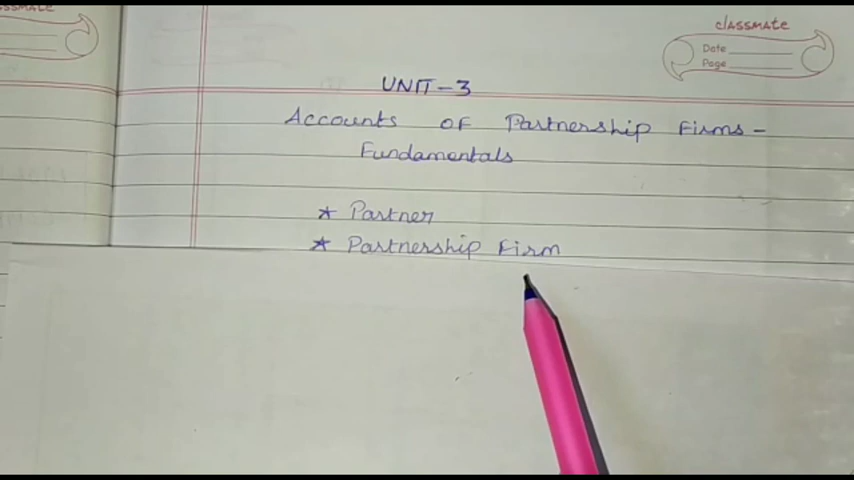 classmate
Date
Page
UNIT-3
Accounts of Partnership Firms-
Fundamentals
* Partner
* Partnership Firm